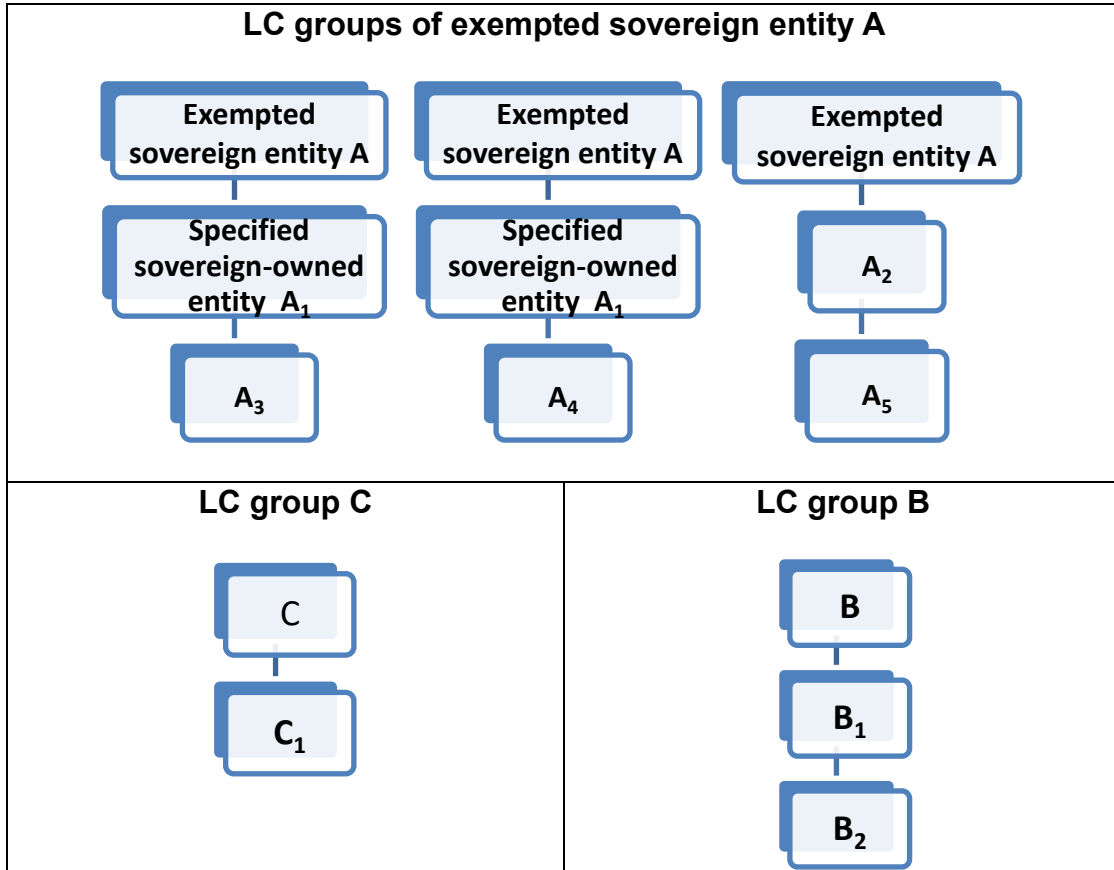 LC groups of exempted sovereign entity A
Exempted
sovereign entity A
Specified
sovereign-owned
entity A₁
A₃
Exempted
sovereign entity A
Specified
sovereign-owned
entity A₁
A₄
Exempted
sovereign entity A
A₂
A₅
LC group C
C
C₁
LC group B
B
B₁
B₂